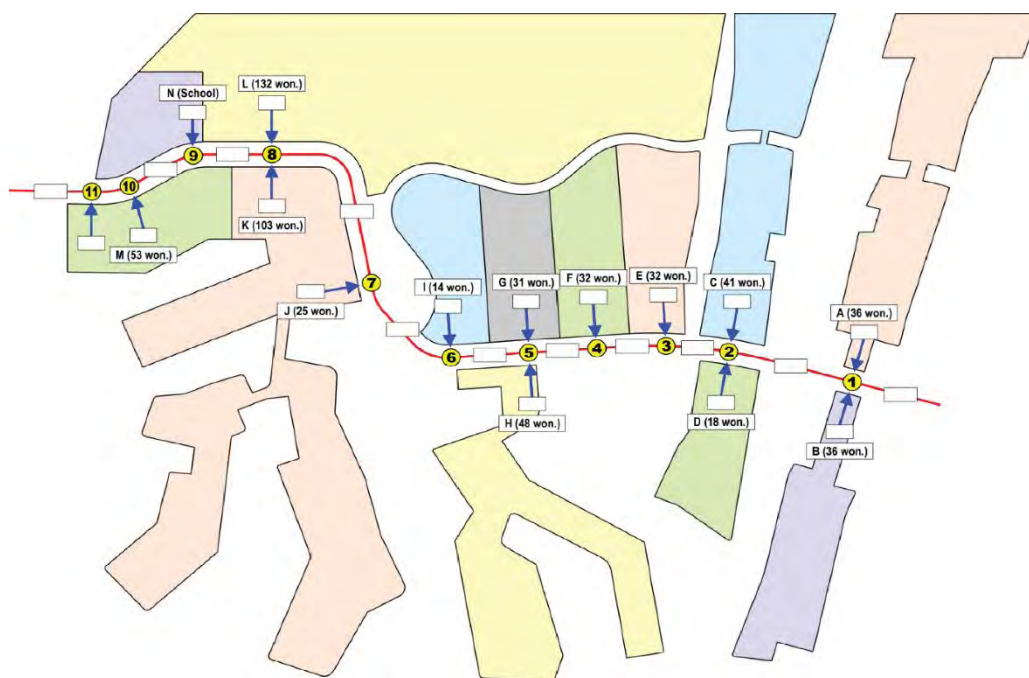 L (132 won.)
N (School)
9
8
11
10
K (103 won.)
M (53 won.)
7
J (25 won.)
I (14 won.)
G (31 won.)
F (32 won.)
E (32 won.)
C (41 won.)
A (36 won.)
6
5
4
3
2
1
H (48 won.)
D (18 won.)
B (36 won.)